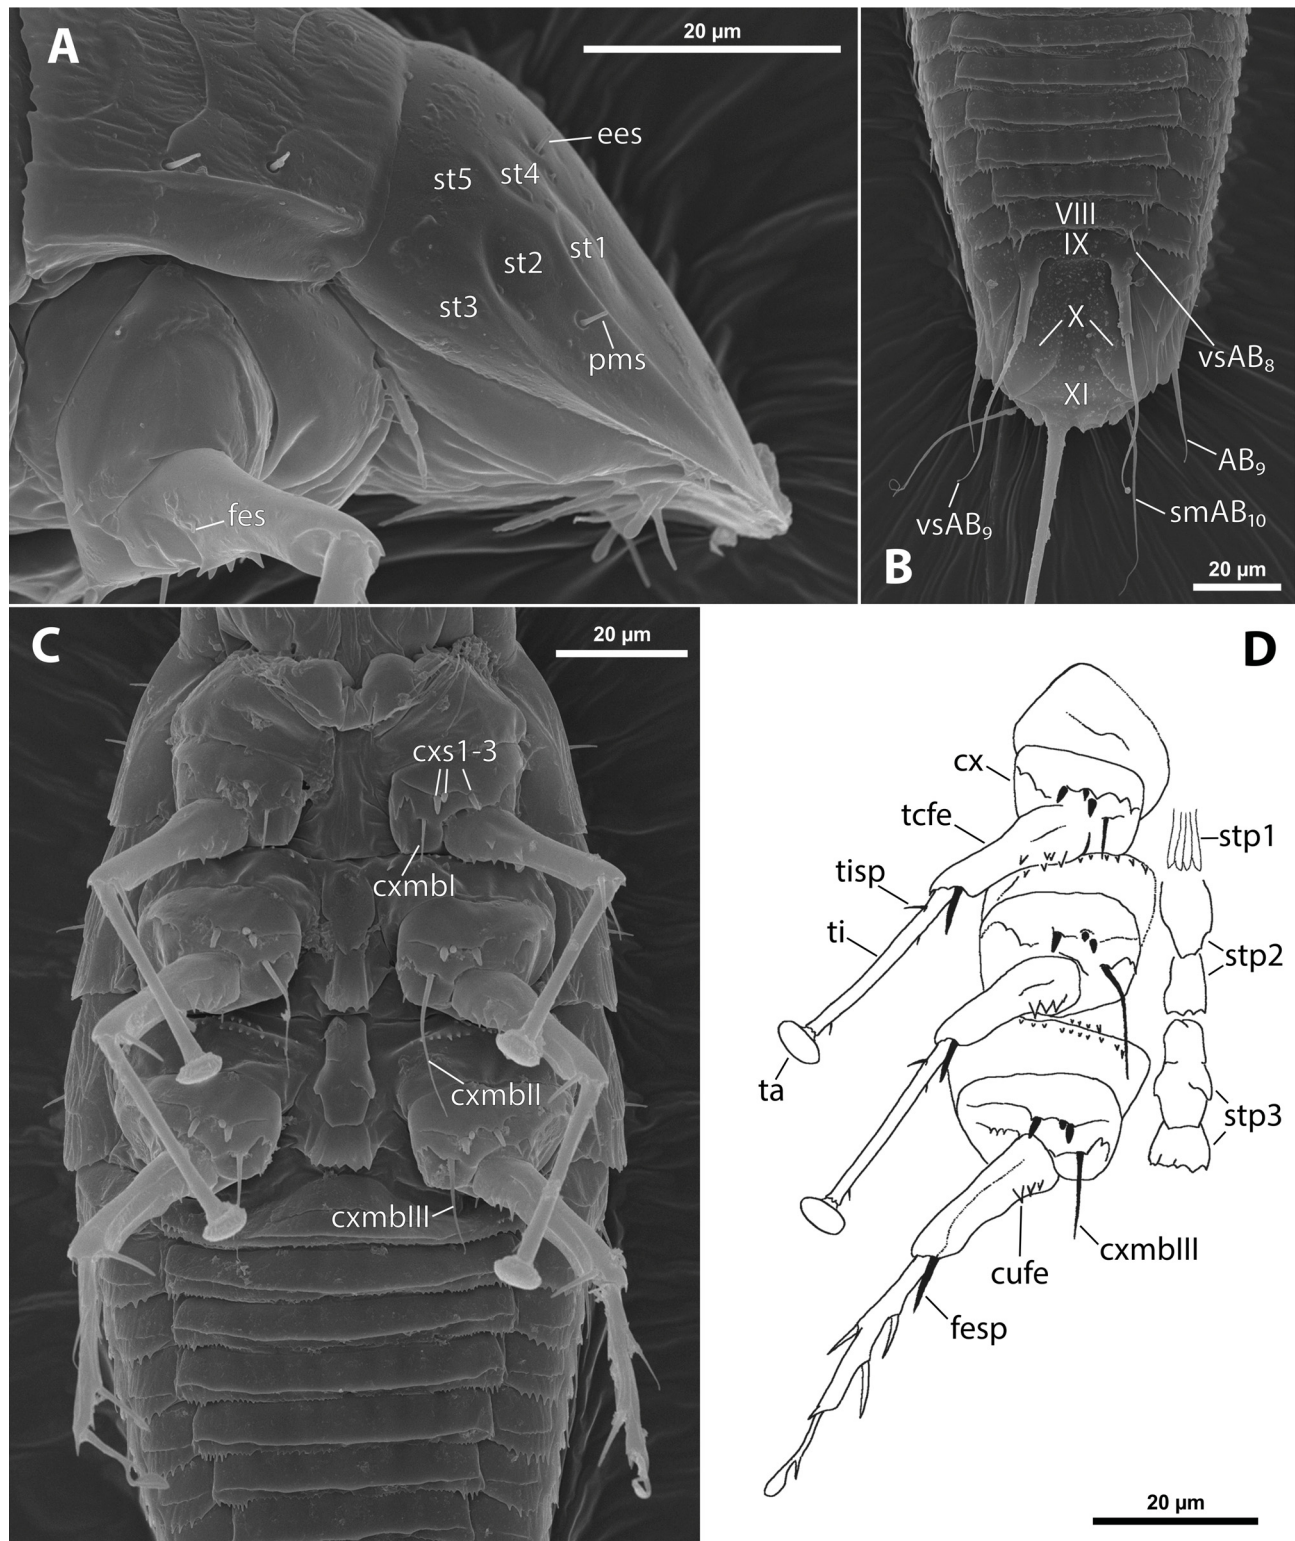 A
20 µm
ees
st5
st4
st1
st2
st3
pms
fes
VIII
IX
X
XI
vsAB8
AB9
smAB10
vsAB9
B
20 µm
C
20 µm
cxs1-3
cxmbI
cxmbII
cxmbIII
D
cx
tcfe
tisp
ti
ta
stp1
stp2
stp3
cxmbIII
cufe
fesp
20 µm